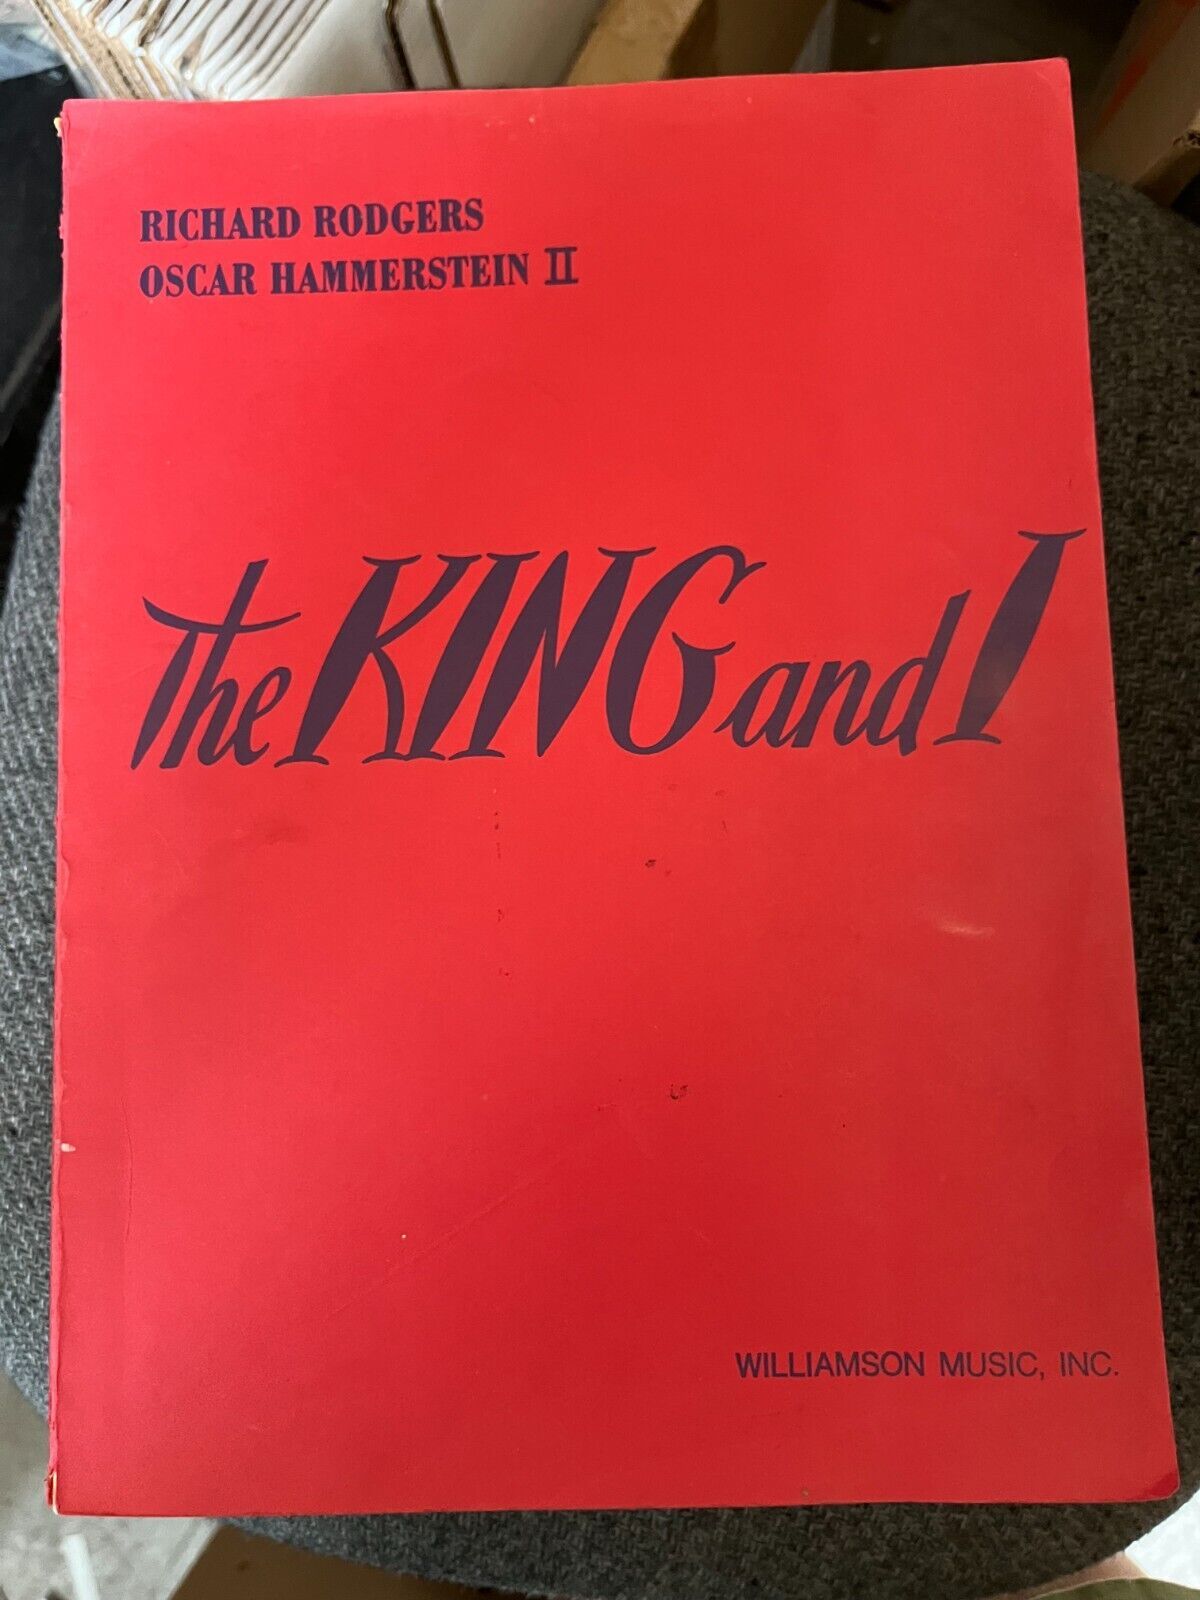 RICHARD RODGERS
OSCAR HAMMERSTEIN II
The KING and I
WILLIAMSON MUSIC, INC.